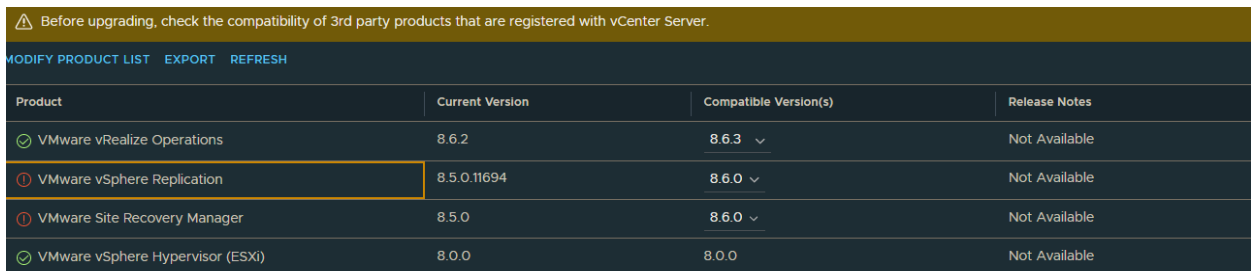 Before upgrading, check the compatibility of 3rd party products that are registered with vCenter Server.
MODIFY PRODUCT LIST EXPORT REFRESH
Product Current Version Compatible Version(s) Release Notes
VMware vRealize Operations 8.6.2 8.6.3 Not Available
VMware vSphere Replication 8.5.0.11694 8.6.0 Not Available
VMware Site Recovery Manager 8.5.0 8.6.0 Not Available
VMware vSphere Hypervisor (ESXi) 8.0.0 8.0.0 Not Available